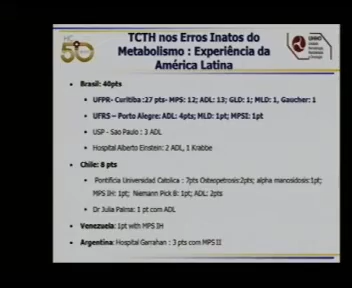 HC
50
TCTH nos Erros Inatos do
Metabolismo : Experiência da
América Latina
• Brasil: 40pts
• UFPR- Curitiba :27 pts- MPS: 12; ADL: 13; GLD: 1; MLD: 1, Gaucher: 1
• UFRS – Porto Alegre: ADL: 4pts; MLD: 1pt; MPSI: 1pt
• USP - Sao Paulo : 3 ADL
• Hospital Alberto Einstein: 2 ADL, 1 Krabbe
• Chile: 8 pts
• Pontificia Universidad Catolica : 7pts Osteopetrosis:2pts; alpha manosidosis:1pt;
MPS IH: 1pt; Niemann Pick B: 1pt; ADL: 2pts
• Dr Julia Palma: 1 pt com ADL
• Venezuela: 1pt with MPS IH
• Argentina: Hospital Garrahan : 3 pts com MPS II